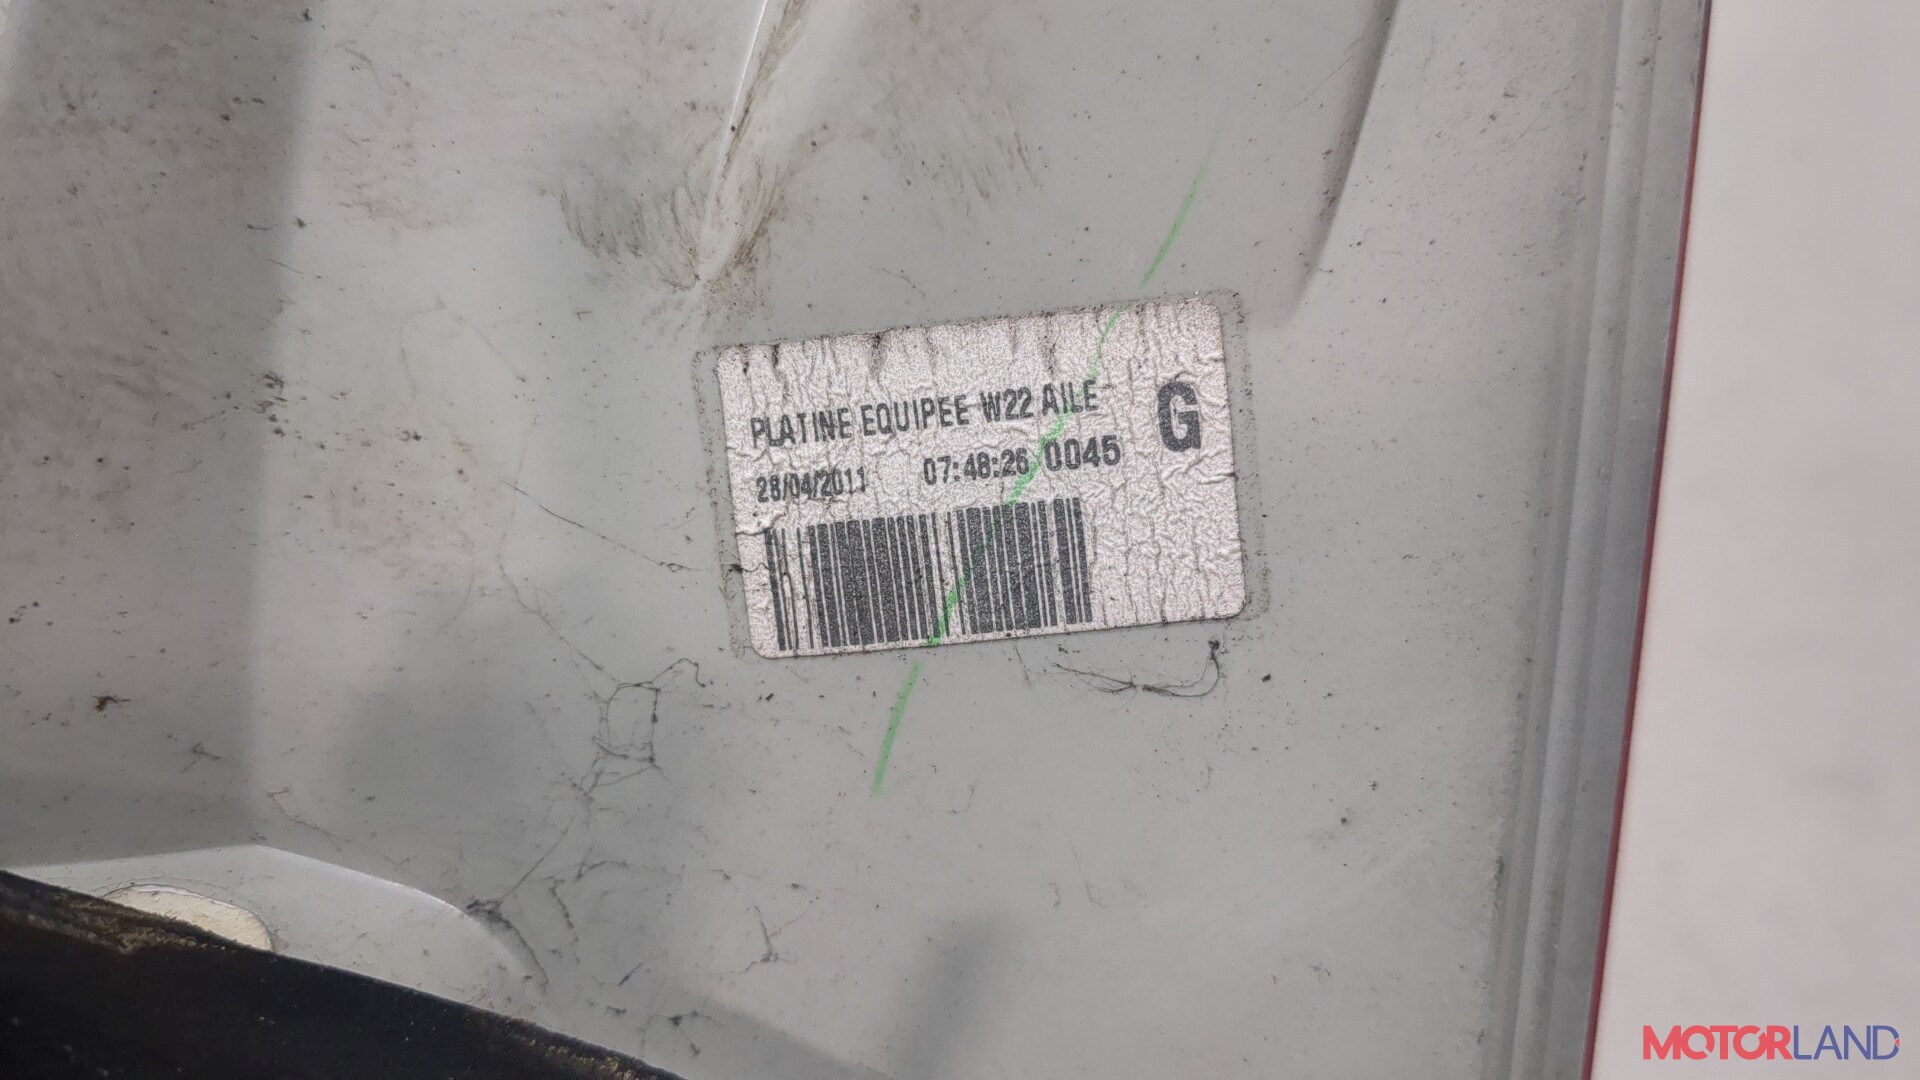 PLATINE EQUIPEE W22 AILE
G
28/04/2011 07:48:26 0045
MOTORLAND